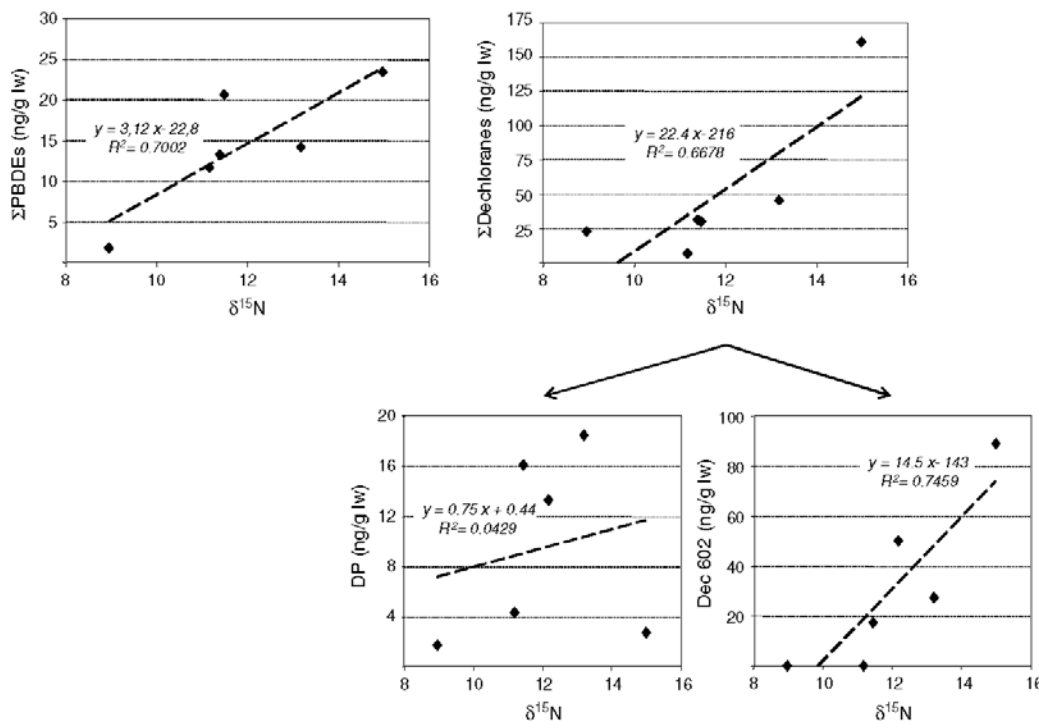 ΣPBDEs (ng/g lw)
30
25
20
15
10
5
y = 3,12 x- 22,8
R²= 0.7002
8 10 12 14 16
δ¹⁵N
ΣDechloranes (ng/g lw)
175
150
125
100
75
50
25
y = 22.4 x- 216
R²= 0.6678
8 10 12 14 16
δ¹⁵N
DP (ng/g lw)
20
16
12
8
4
y = 0.75 x + 0.44
R²= 0.0429
8 10 12 14 16
δ¹⁵N
Dec 602 (ng/g lw)
100
80
60
40
20
y = 14.5 x- 143
R²= 0.7459
8 10 12 14 16
δ¹⁵N